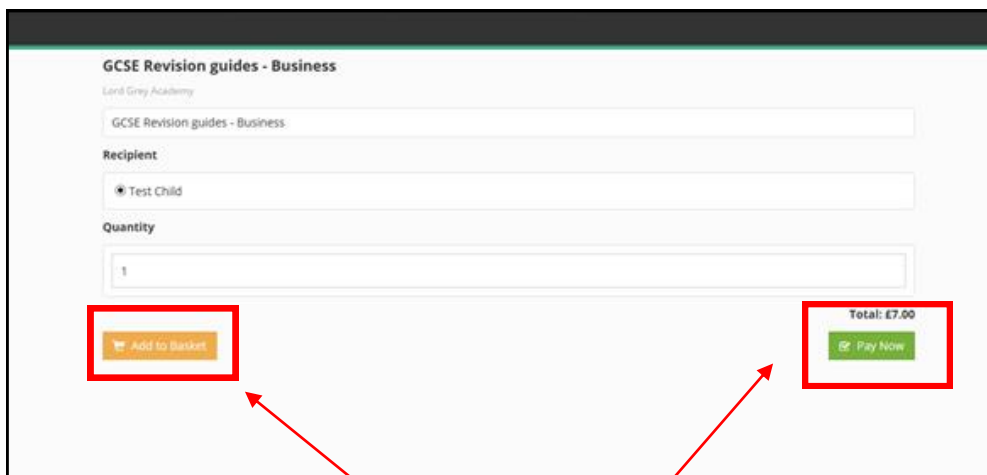 GCSE Revision guides - Business
Lord Grey Academy
GCSE Revision guides - Business
Recipient
Test Child
Quantity
1
Total: £7.00
Add to Basket
Pay Now